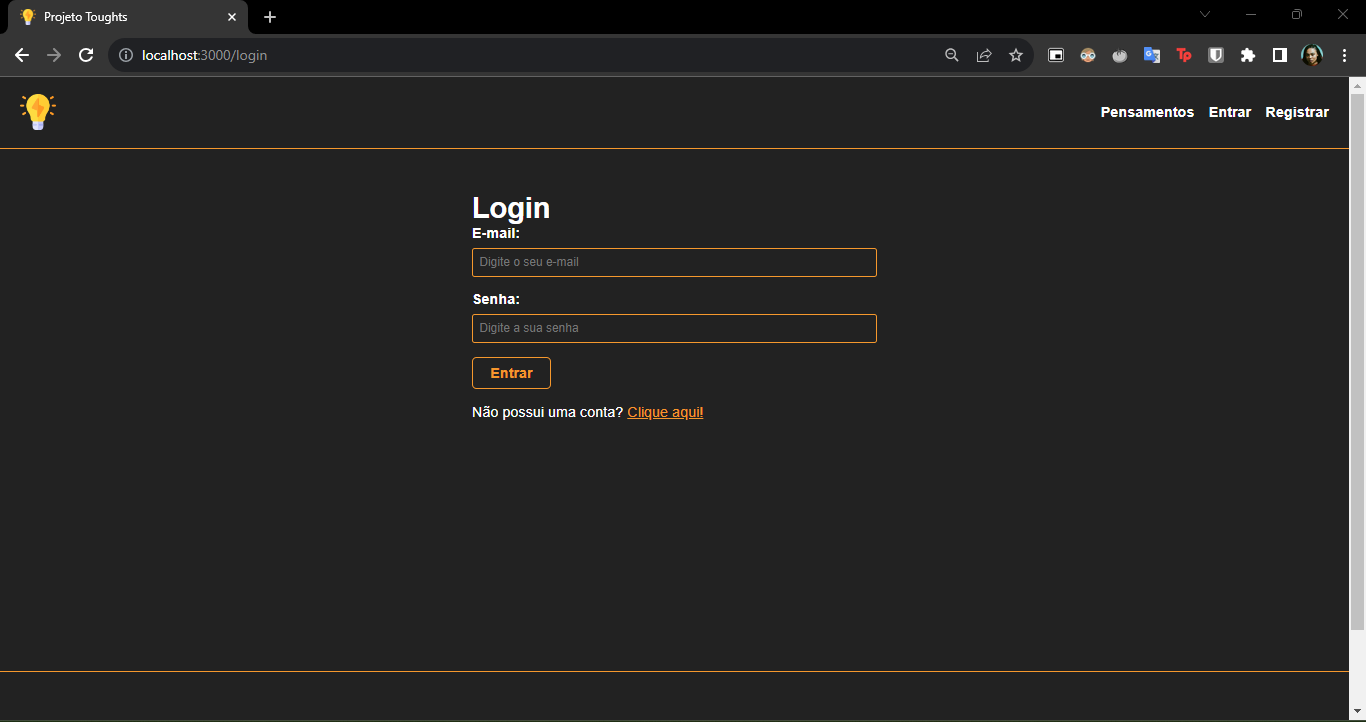 Projeto Toughts
localhost:3000/login
Tp
Pensamentos Entrar Registrar
Login
E-mail:
Digite o seu e-mail
Senha:
Digite a sua senha
Entrar
Não possui uma conta? Clique aqui!